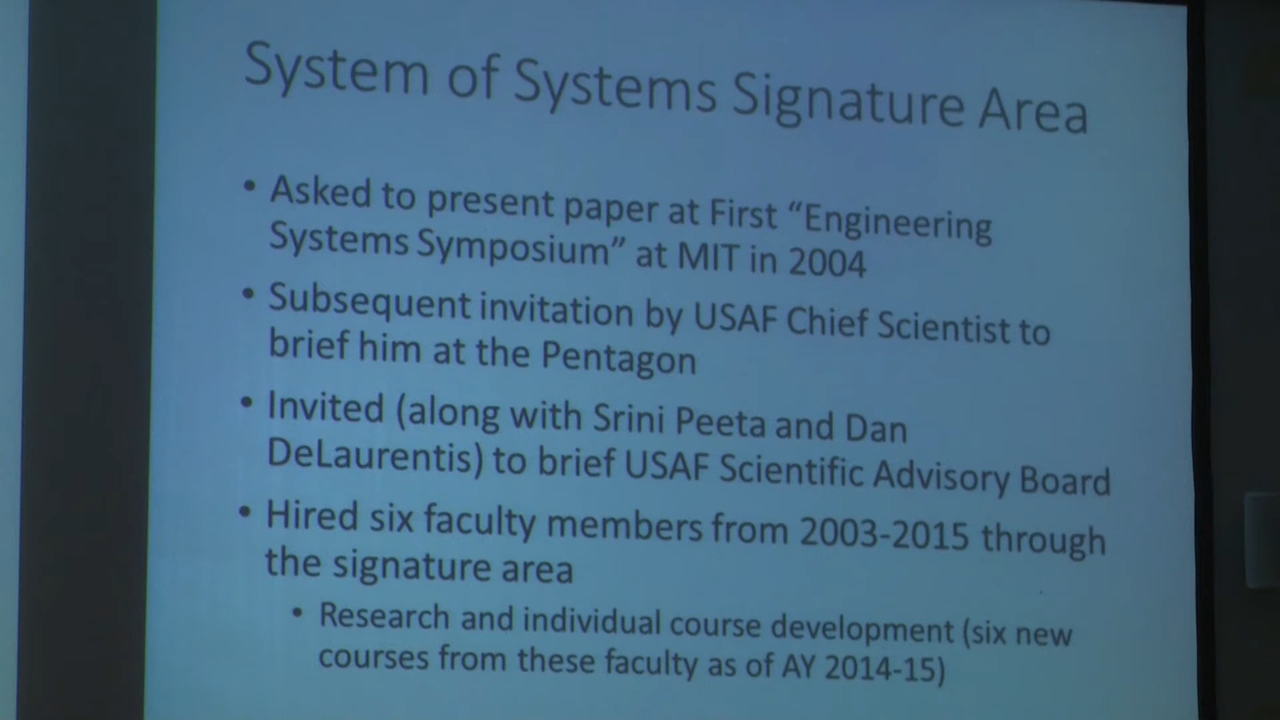 System of Systems Signature Area
• Asked to present paper at First “Engineering
Systems Symposium” at MIT in 2004
• Subsequent invitation by USAF Chief Scientist to
brief him at the Pentagon
• Invited (along with Srini Peeta and Dan
DeLaurentis) to brief USAF Scientific Advisory Board
• Hired six faculty members from 2003-2015 through
the signature area
• Research and individual course development (six new
courses from these faculty as of AY 2014-15)